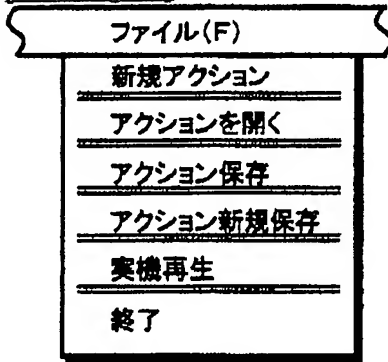 ファイル(F)
新規アクション
アクションを開く
アクション保存
アクション新規保存
実機再生
終了